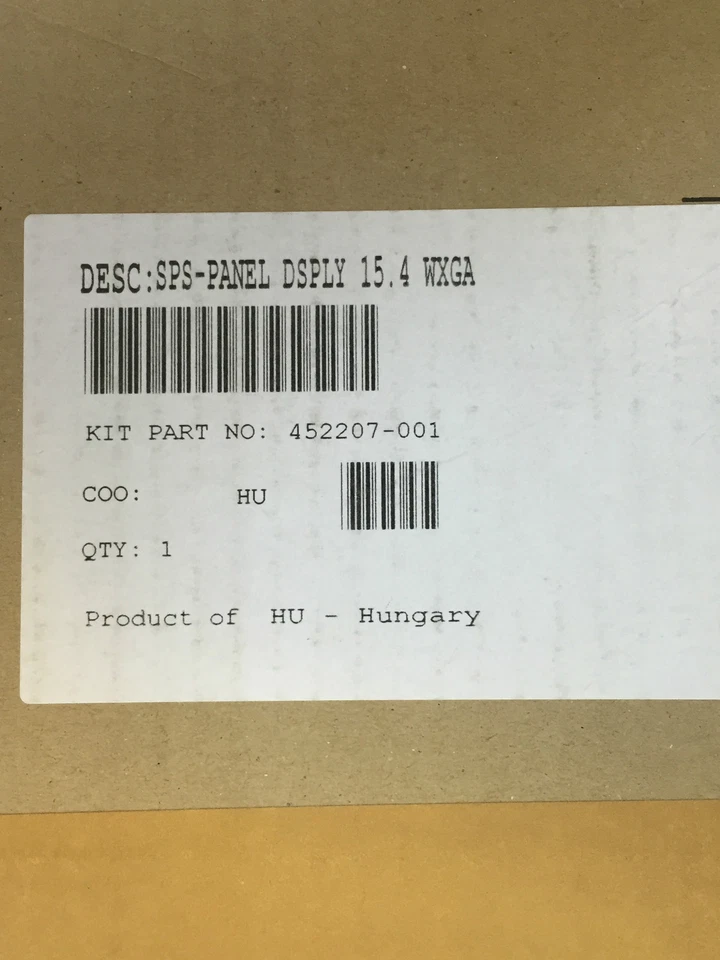 DESC:SPS-PANEL DSPLY 15.4 WXGA
KIT PART NO: 452207-001
COO: HU
QTY: 1
Product of HU - Hungary